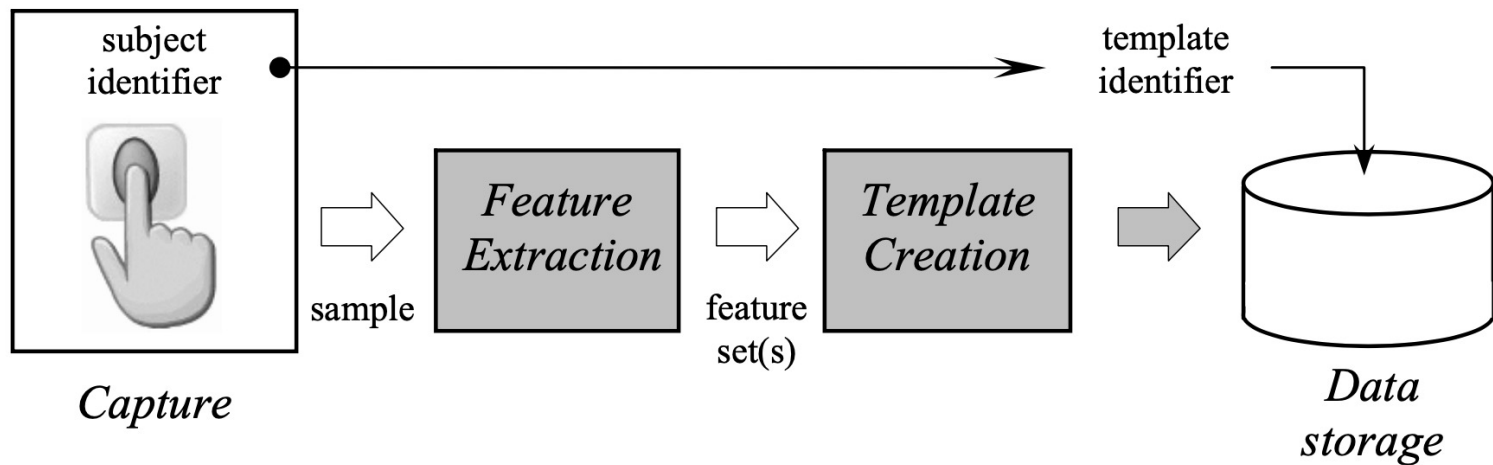 subject
identifier
template
identifier
Feature
Extraction
Template
Creation
sample
feature
set(s)
Capture
Data
storage